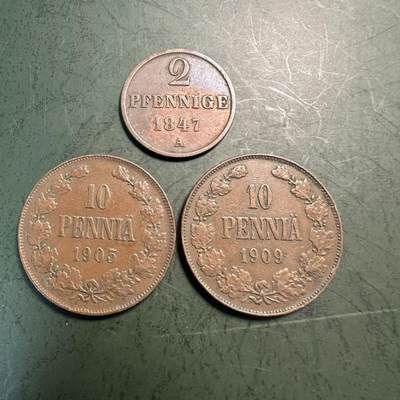 2
PFENNIGE
1847
A
10
PENNIÄ
1905
10
PENNIÄ
1909